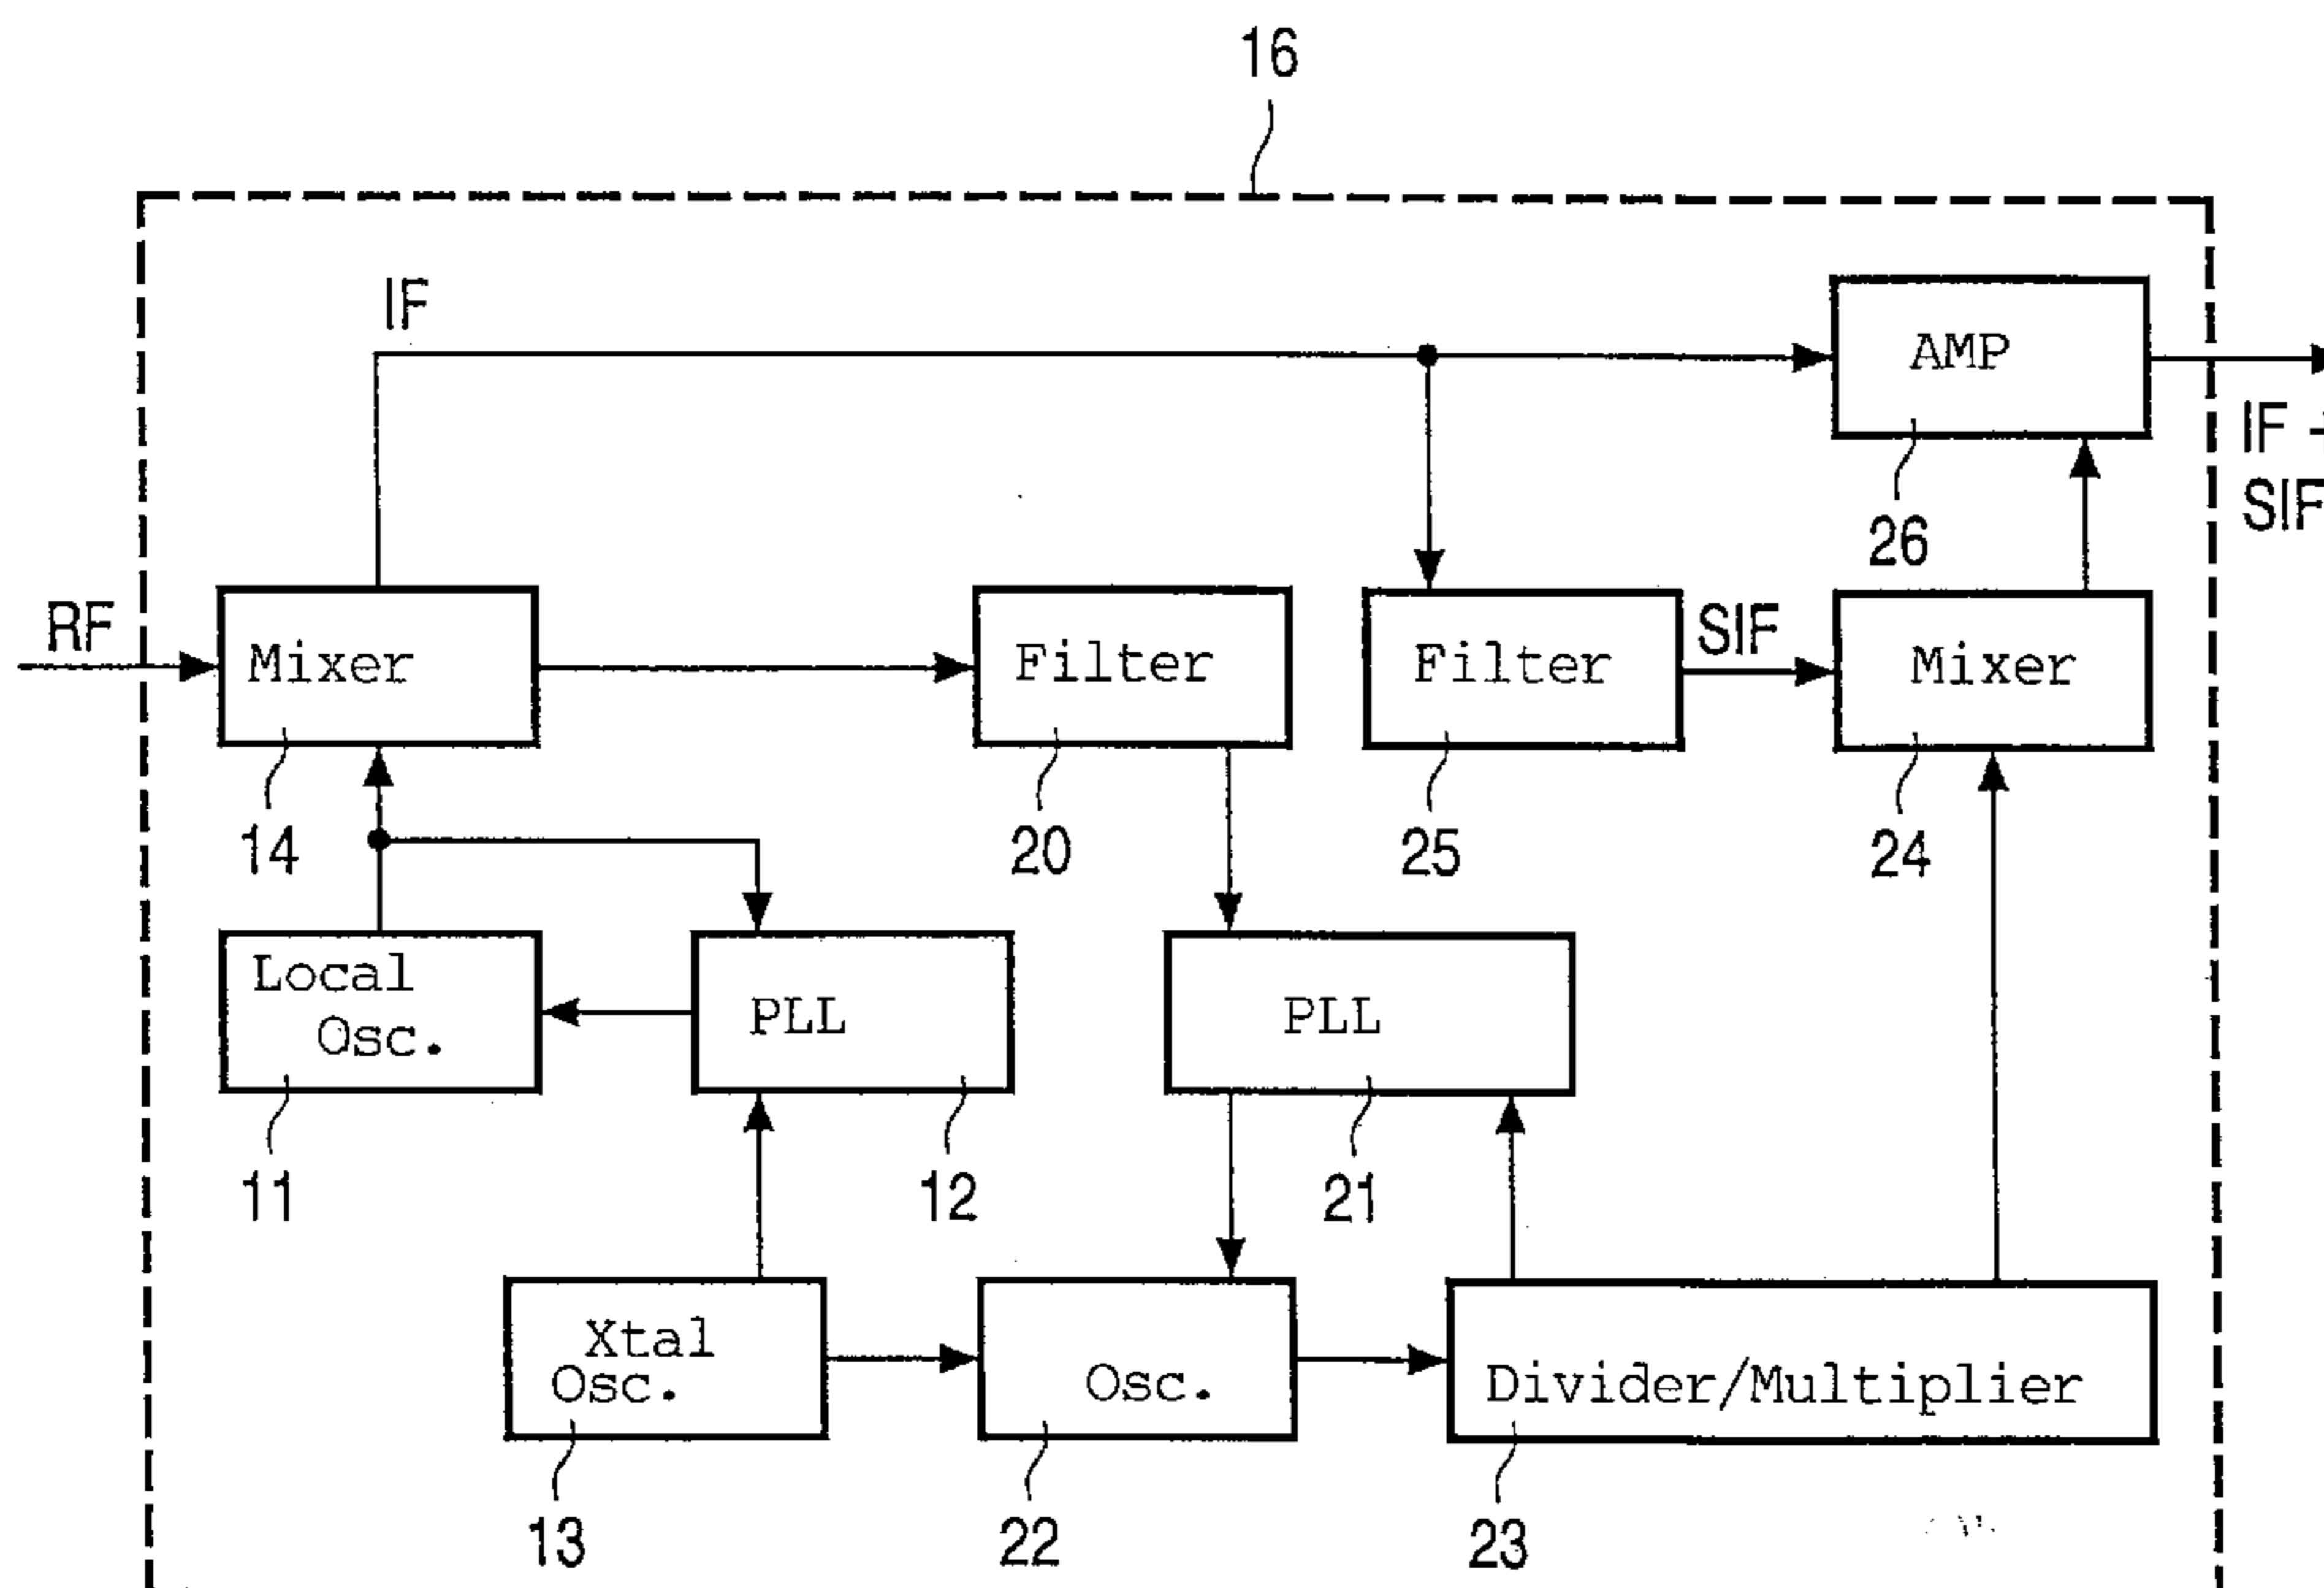 16
IF
AMP
IF
SIF
26
RF
Mixer
Filter
Filter
SIF
Mixer
14
20
25
24
Local
Osc.
PLL
PLL
11
12
21
Xtal
Osc.
Osc.
Divider/Multiplier
13
22
23